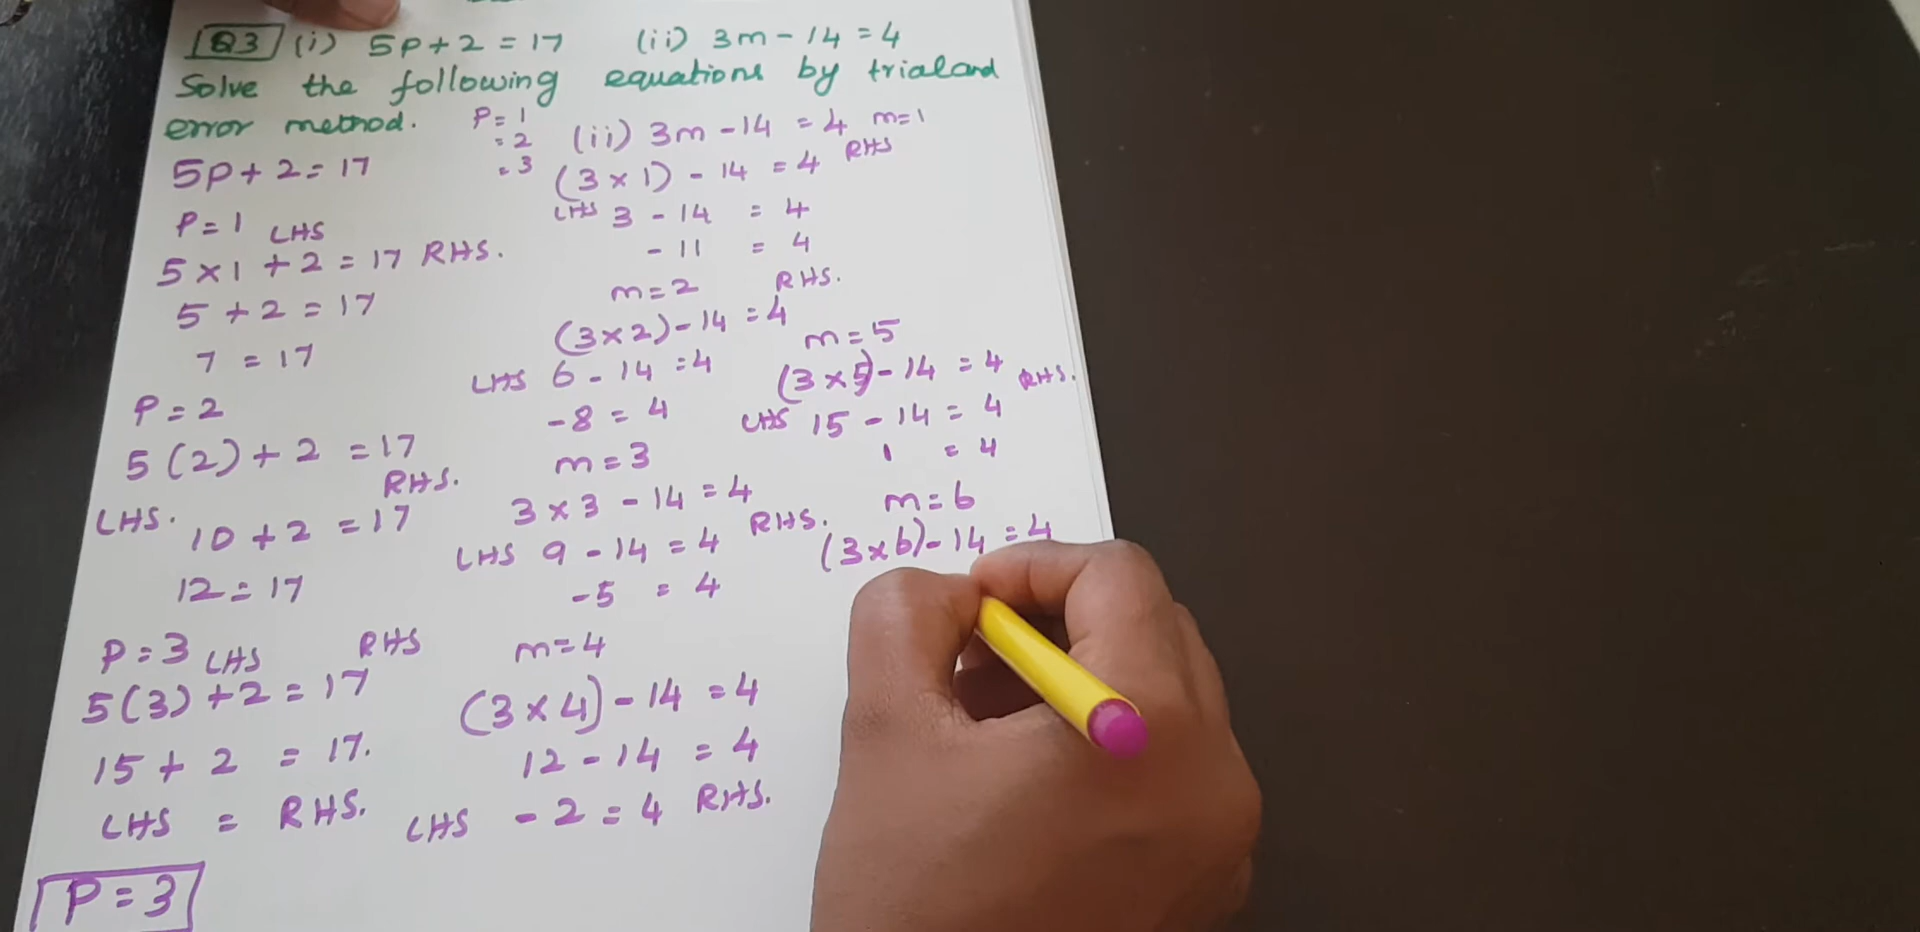 Q3 (i) 5p+2=17 (ii) 3m-14=4
Solve the following equations by trial and
error method.
5p+2=17
P=1
LHS
5×1+2=17 RHS.
5+2=17
7=17
P=2
5(2)+2=17
RHS.
LHS. 10+2=17
12=17
P=3 LHS RHS
5(3)+2=17
15+2=17.
LHS = RHS.
P=3
P=1
=2
=3
(ii) 3m-14=4 m=1
(3×1)-14=4 RHS
LHS 3-14=4
-11=4
m=2 RHS.
(3×2)-14=4
LHS 6-14=4
-8=4
m=3
3×3-14=4
LHS 9-14=4 RHS.
-5=4
m=4
(3×4)-14=4
12-14=4
LHS -2=4 RHS.
m=5
(3×5)-14=4 RHS.
LHS 15-14=4
1=4
m=6
(3×6)-14=4